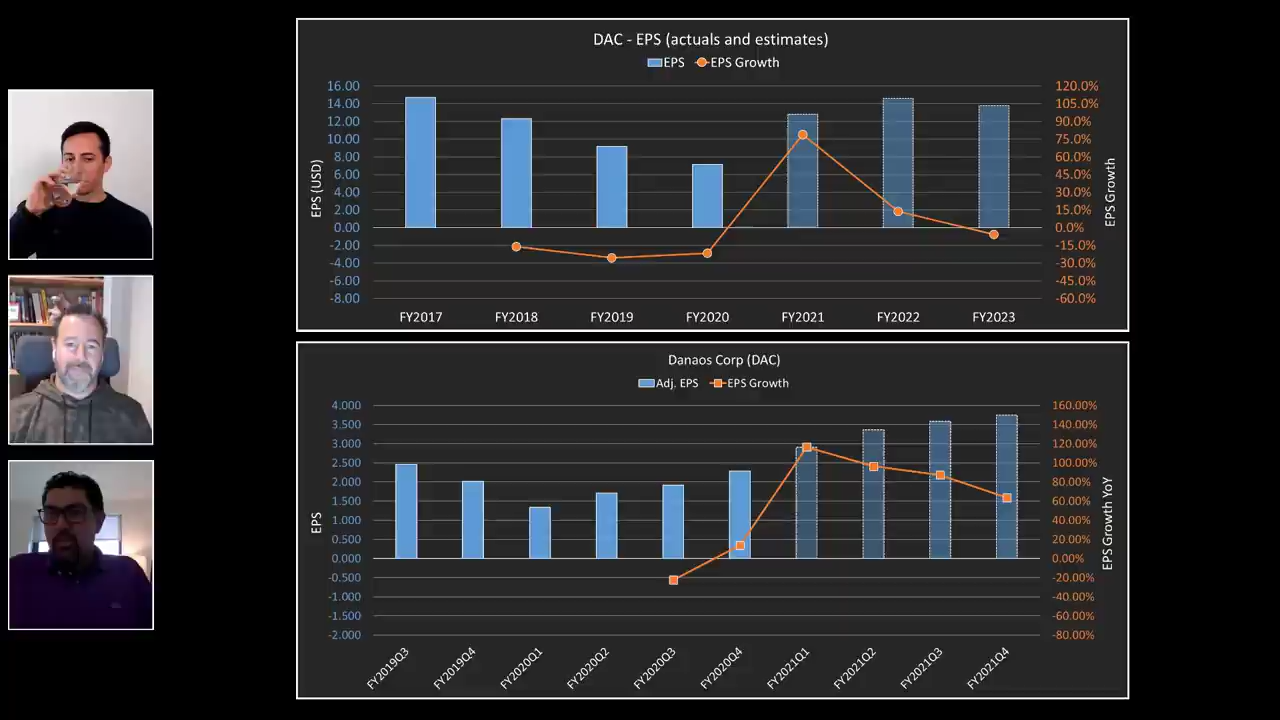 DAC - EPS (actuals and estimates)
EPS EPS Growth
16.00 120.0%
14.00 105.0%
12.00 90.0%
10.00 75.0%
8.00 60.0%
6.00 45.0%
4.00 30.0%
2.00 15.0%
0.00 0.0%
-2.00 -15.0%
-4.00 -30.0%
-6.00 -45.0%
-8.00 -60.0%
EPS (USD)
EPS Growth
FY2017 FY2018 FY2019 FY2020 FY2021 FY2022 FY2023
Danaos Corp (DAC)
Adj. EPS EPS Growth
4.000 160.00%
3.500 140.00%
3.000 120.00%
2.500 100.00%
2.000 80.00%
1.500 60.00%
1.000 40.00%
0.500 20.00%
0.000 0.00%
-0.500 -20.00%
-1.000 -40.00%
-1.500 -60.00%
-2.000 -80.00%
EPS
EPS Growth YoY
FY2019Q3 FY2019Q4 FY2020Q1 FY2020Q2 FY2020Q3 FY2020Q4 FY2021Q1 FY2021Q2 FY2021Q3 FY2021Q4